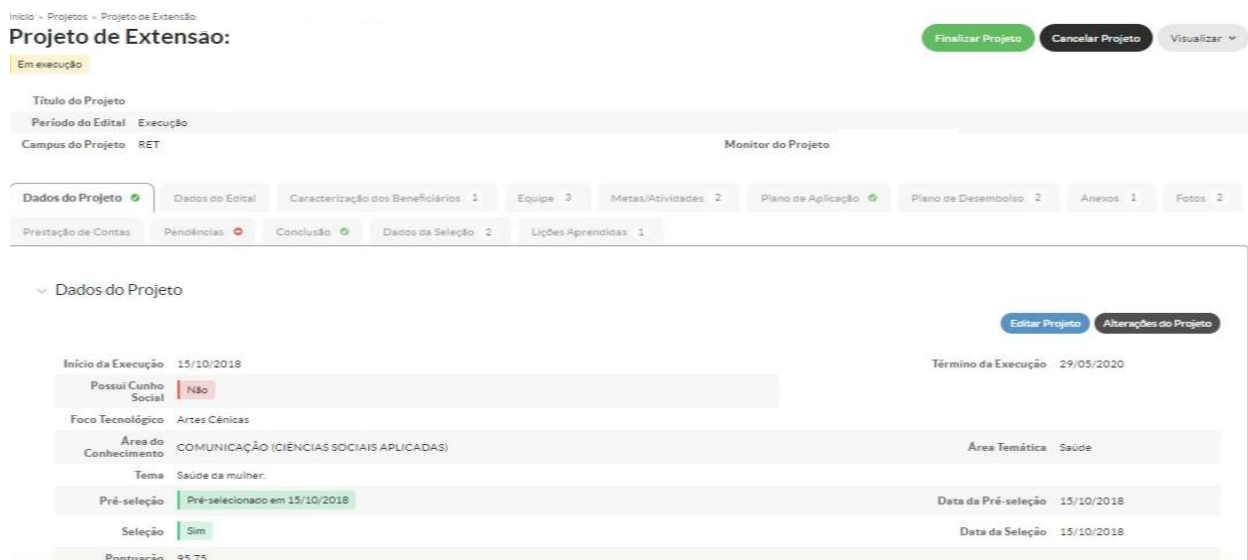 Início » Projetos » Projeto de Extensão:
Projeto de Extensão:
Finalizar Projeto Cancelar Projeto Visualizar
Em execução
Título do Projeto
Período do Edital Execução
Campus do Projeto RET Monitor do Projeto
Dados do Projeto Dados do Edital Caracterização dos Beneficiários 1 Equipe 3 Metas/Atividades 2 Plano de Aplicação Plano de Desembolso 2 Anexos 1 Fotos 2
Prestação de Contas Pendências Conclusão Dados da Seleção 2 Lições Aprendidas 1
Dados do Projeto
Editar Projeto Alterações do Projeto
Início da Execução 15/10/2018 Término da Execução 29/05/2020
Possui Cunho
Social Não
Foco Tecnológico Artes Cênicas
Área do
Conhecimento COMUNICAÇÃO (CIÊNCIAS SOCIAIS APLICADAS) Área Temática Saúde
Tema Saúde da mulher.
Pré-seleção Pré-selecionado em 15/10/2018 Data da Pré-seleção 15/10/2018
Seleção Sim Data da Seleção 15/10/2018
Pontuação 95,75